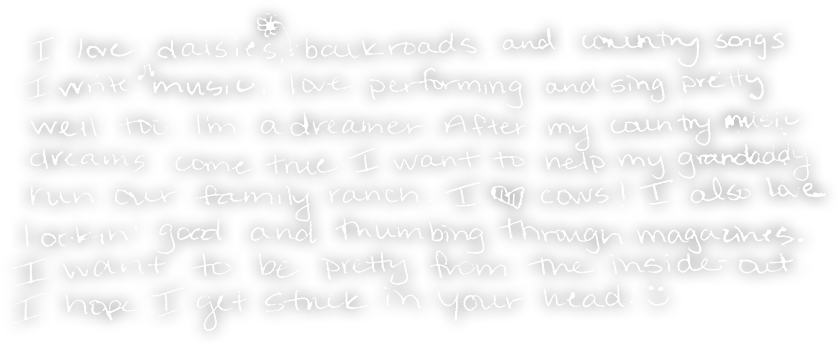 I love daisies, backroads and country songs
I write music, love performing and sing pretty
well too. I'm a dreamer After my country music
dreams come true I want to help my grandaddy
run our family ranch. I cows! I also love
lookin' good and thumbing through magazines.
I want to be pretty from the inside out
I hope I get stuck in your head. :)